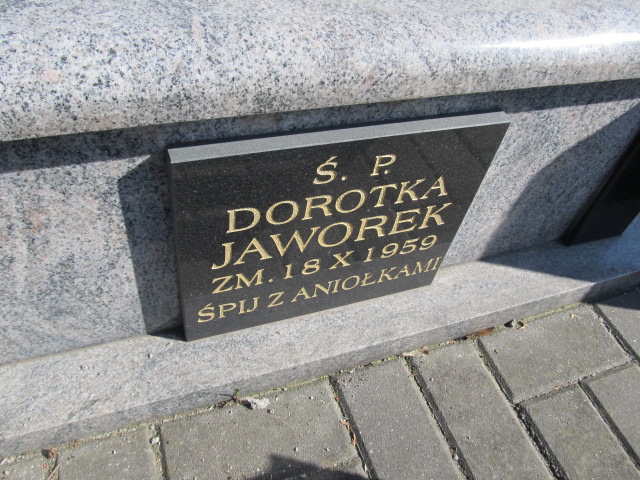 Ś. P.
DOROTKA
JAWOREK
ZM. 18 X 1959
ŚPIJ Z ANIOŁKAMI